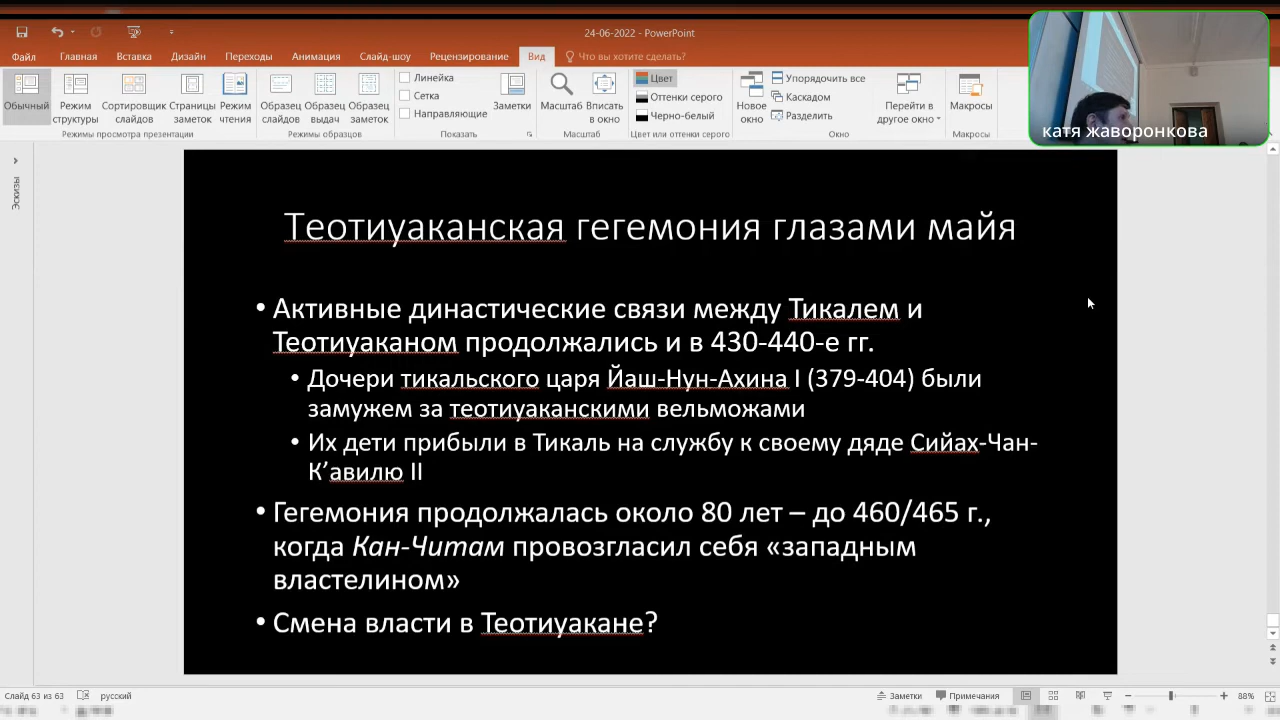 24-06-2022 - PowerPoint
Файл Главная Вставка Дизайн Переходы Анимация Слайд-шоу Рецензирование Вид Что вы хотите сделать?
Обычный
Режим структуры
Сортировщик слайдов
Страницы заметок
Режим чтения
Режимы просмотра презентации
Образец слайдов
Образец выдач
Образец заметок
Режимы образцов
Линейка
Сетка
Направляющие
Показать
Заметки
Масштаб
Вписать в окно
Масштаб
Цвет
Оттенки серого
Черно-белый
Цвет или оттенки серого
Новое окно
Упорядочить все
Каскадом
Разделить
Перейти в другое окно
Окно
Макросы
Макросы
катя жаворонкова
Эскизы
Теотиуаканская гегемония глазами майя
• Активные династические связи между Тикалем и
Теотиуаканом продолжались и в 430-440-е гг.
• Дочери тикальского царя Йаш-Нун-Ахина I (379-404) были
замужем за теотиуаканскими вельможами
• Их дети прибыли в Тикаль на службу к своему дяде Сийах-Чан-
К’авилю II
• Гегемония продолжалась около 80 лет – до 460/465 г.,
когда Кан-Читам провозгласил себя «западным
властелином»
• Смена власти в Теотиуакане?
Слайд 63 из 63 русский Заметки Примечания 88%